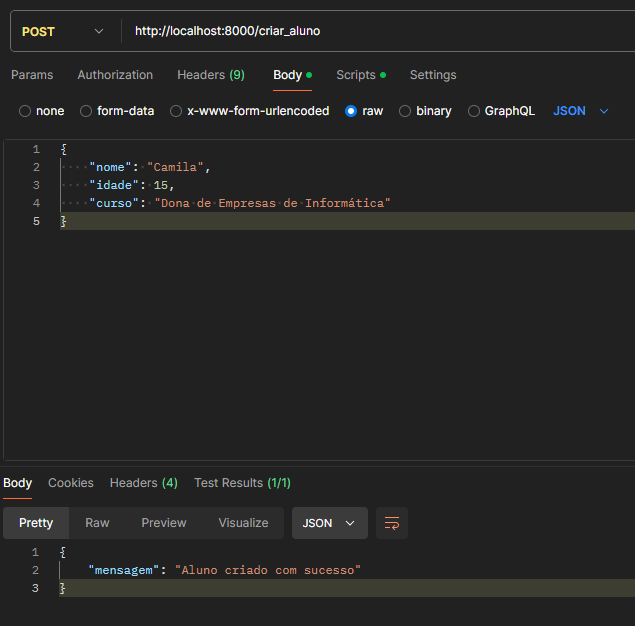 POST http://localhost:8000/criar_aluno
Params Authorization Headers (9) Body Scripts Settings
none form-data x-www-form-urlencoded raw binary GraphQL JSON
1 {
2 "nome": "Camila",
3 "idade": 15,
4 "curso": "Dona de Empresas de Informática"
5 }
Body Cookies Headers (4) Test Results (1/1)
Pretty Raw Preview Visualize JSON
1 {
2 "mensagem": "Aluno criado com sucesso"
3 }